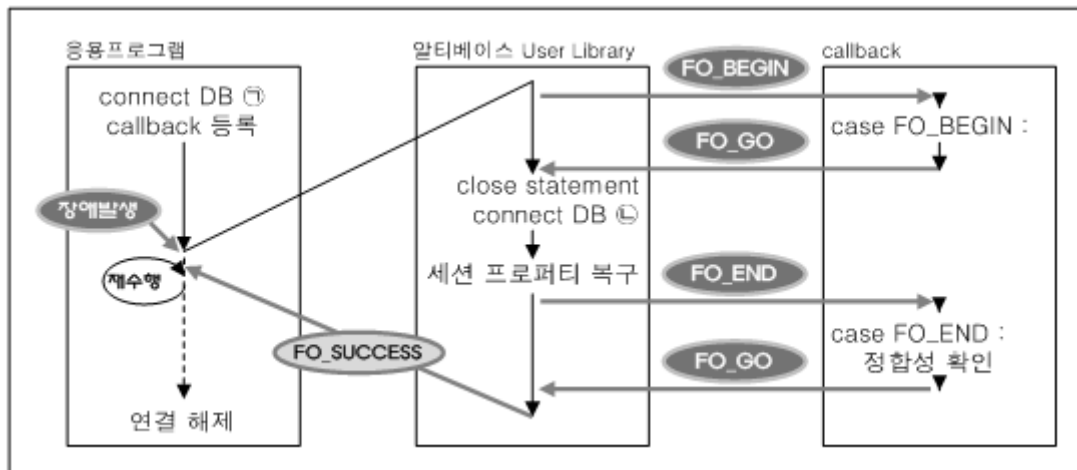 응용프로그램
connect DB ㉠
callback 등록
장애발생
재수행
연결 해제
FO_SUCCESS
알티베이스 User Library
close statement
connect DB ㉡
세션 프로퍼티 복구
FO_BEGIN
FO_GO
FO_END
FO_GO
callback
case FO_BEGIN :
case FO_END :
정합성 확인